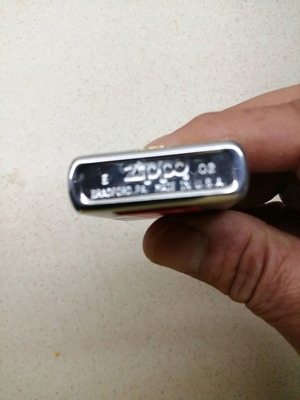 E zippo 02
BRADFORD, PA. MADE IN U.S.A.